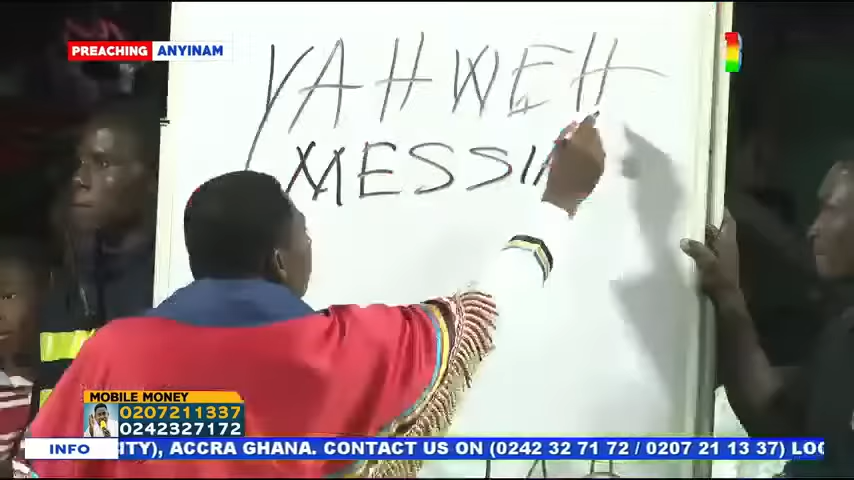 PREACHING ANYINAM
YAHWEH
MESSI
MOBILE MONEY
0207211337
0242327172
INFO
ITY), ACCRA GHANA. CONTACT US ON (0242 32 71 72 / 0207 21 13 37) LO